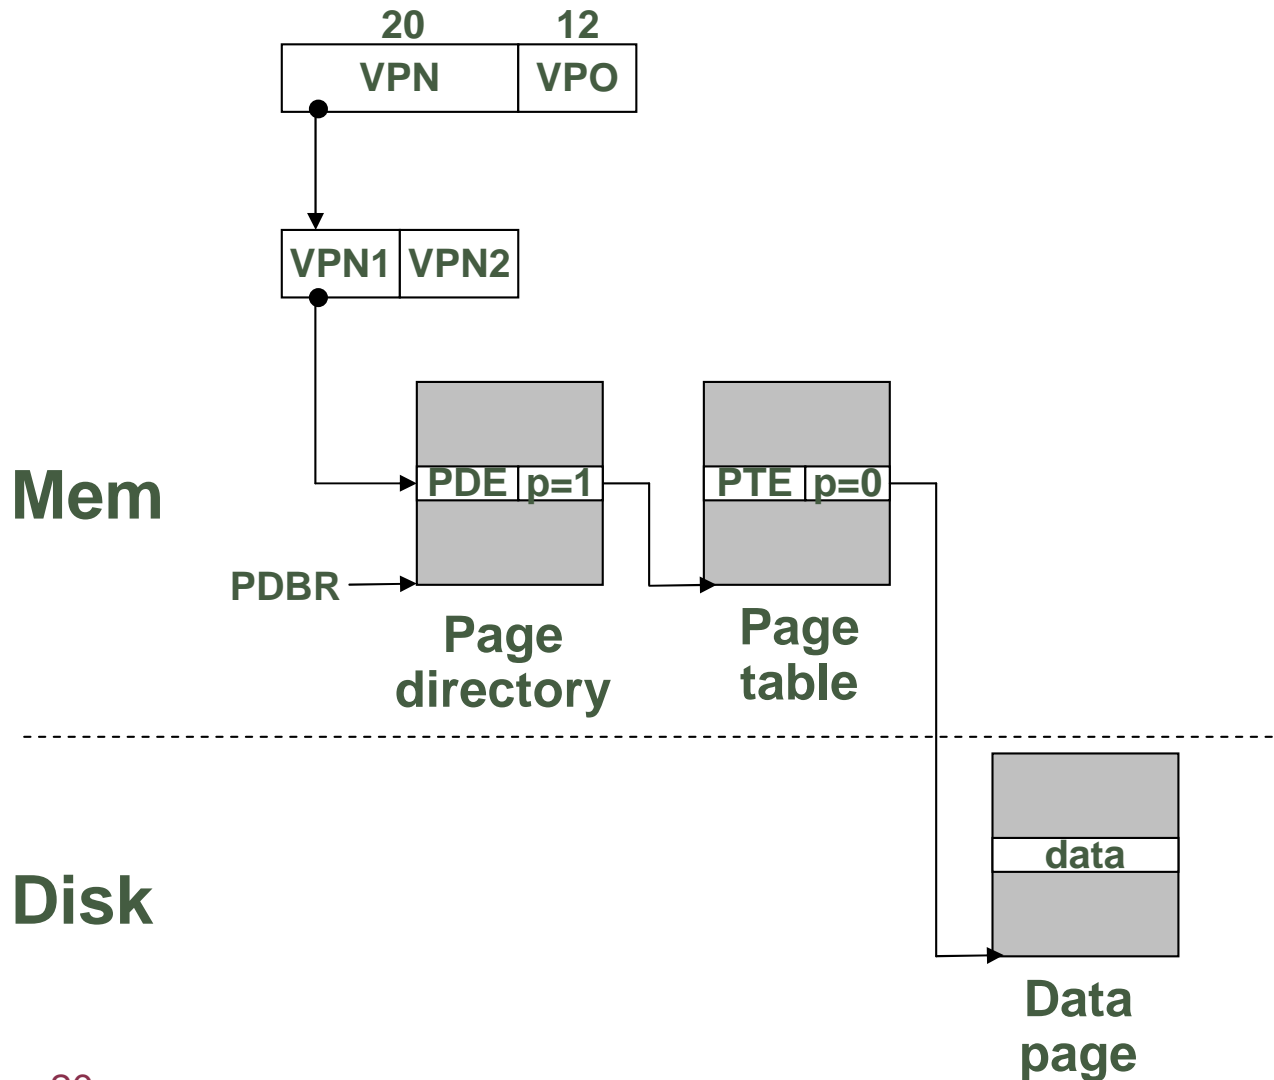 20 12
VPN VPO
VPN1 VPN2
Mem
PDE p=1 PTE p=0
PDBR
Page
directory
Page
table
Disk
data
Data
page